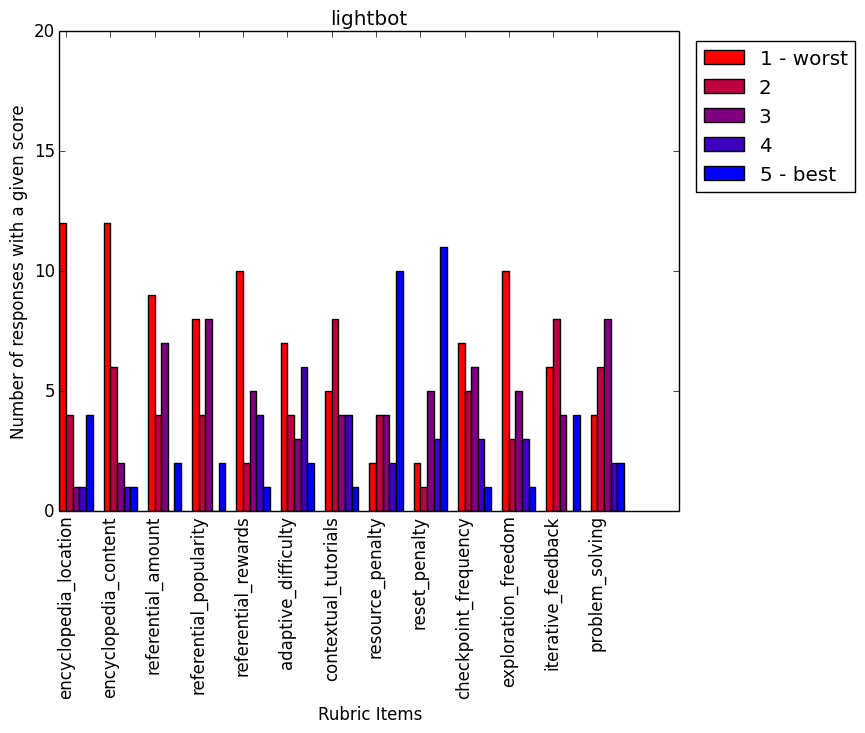 lightbot
20
15
10
5
0
Number of responses with a given score
1 - worst
2
3
4
5 - best
encyclopedia_location
encyclopedia_content
referential_amount
referential_popularity
referential_rewards
adaptive_difficulty
contextual_tutorials
resource_penalty
reset_penalty
checkpoint_frequency
exploration_freedom
iterative_feedback
problem_solving
Rubric Items